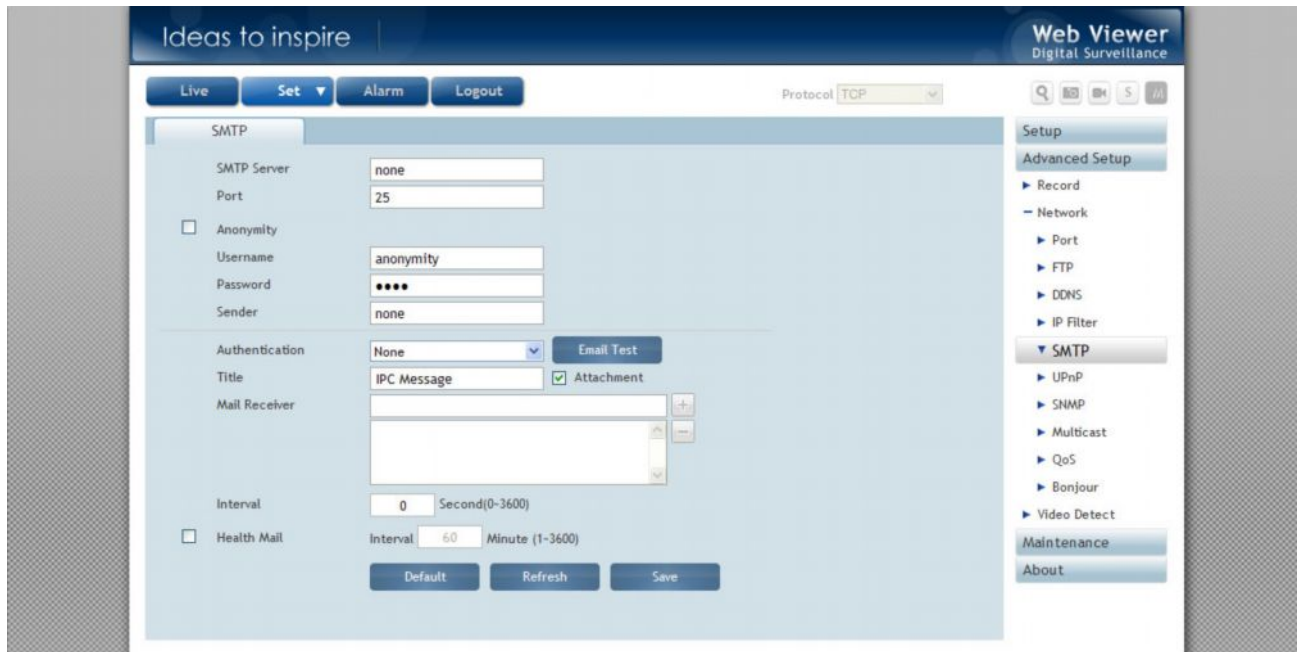 Ideas to inspire
Web Viewer
Digital Surveillance
Live
Set
Alarm
Logout
Protocol TCP
S
M
SMTP
SMTP Server none
Port 25
Anonymity
Username anonymity
Password ●●●●
Sender none
Authentication None Email Test
Title IPC Message Attachment
Mail Receiver
Interval 0 Second(0~3600)
Health Mail Interval 60 Minute (1~3600)
Default Refresh Save
Setup
Advanced Setup
Record
Network
Port
FTP
DDNS
IP Filter
SMTP
UPnP
SNMP
Multicast
QoS
Bonjour
Video Detect
Maintenance
About